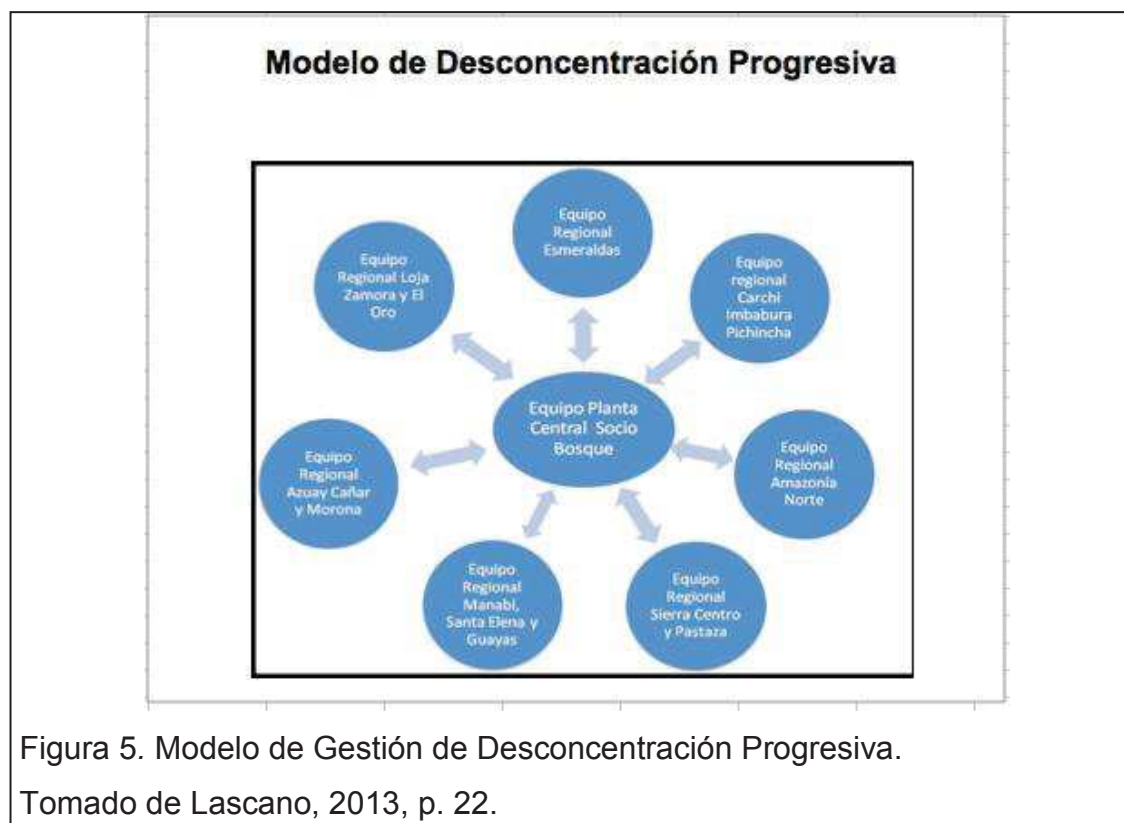 Modelo de Desconcentración Progresiva
Equipo
Regional
Esmeraldas
Equipo
regional
Carchi
Imbabura
Pichincha
Equipo
Regional
Amazonía
Norte
Equipo
Regional
Sierra Centro
y Pastaza
Equipo
Regional
Manabí,
Santa Elena y
Guayas
Equipo
Regional
Azuay Cañar
y Morona
Equipo
Regional Loja
Zamora y El
Oro
Equipo Planta
Central Socio
Bosque
Figura 5. Modelo de Gestión de Desconcentración Progresiva.
Tomado de Lascano, 2013, p. 22.